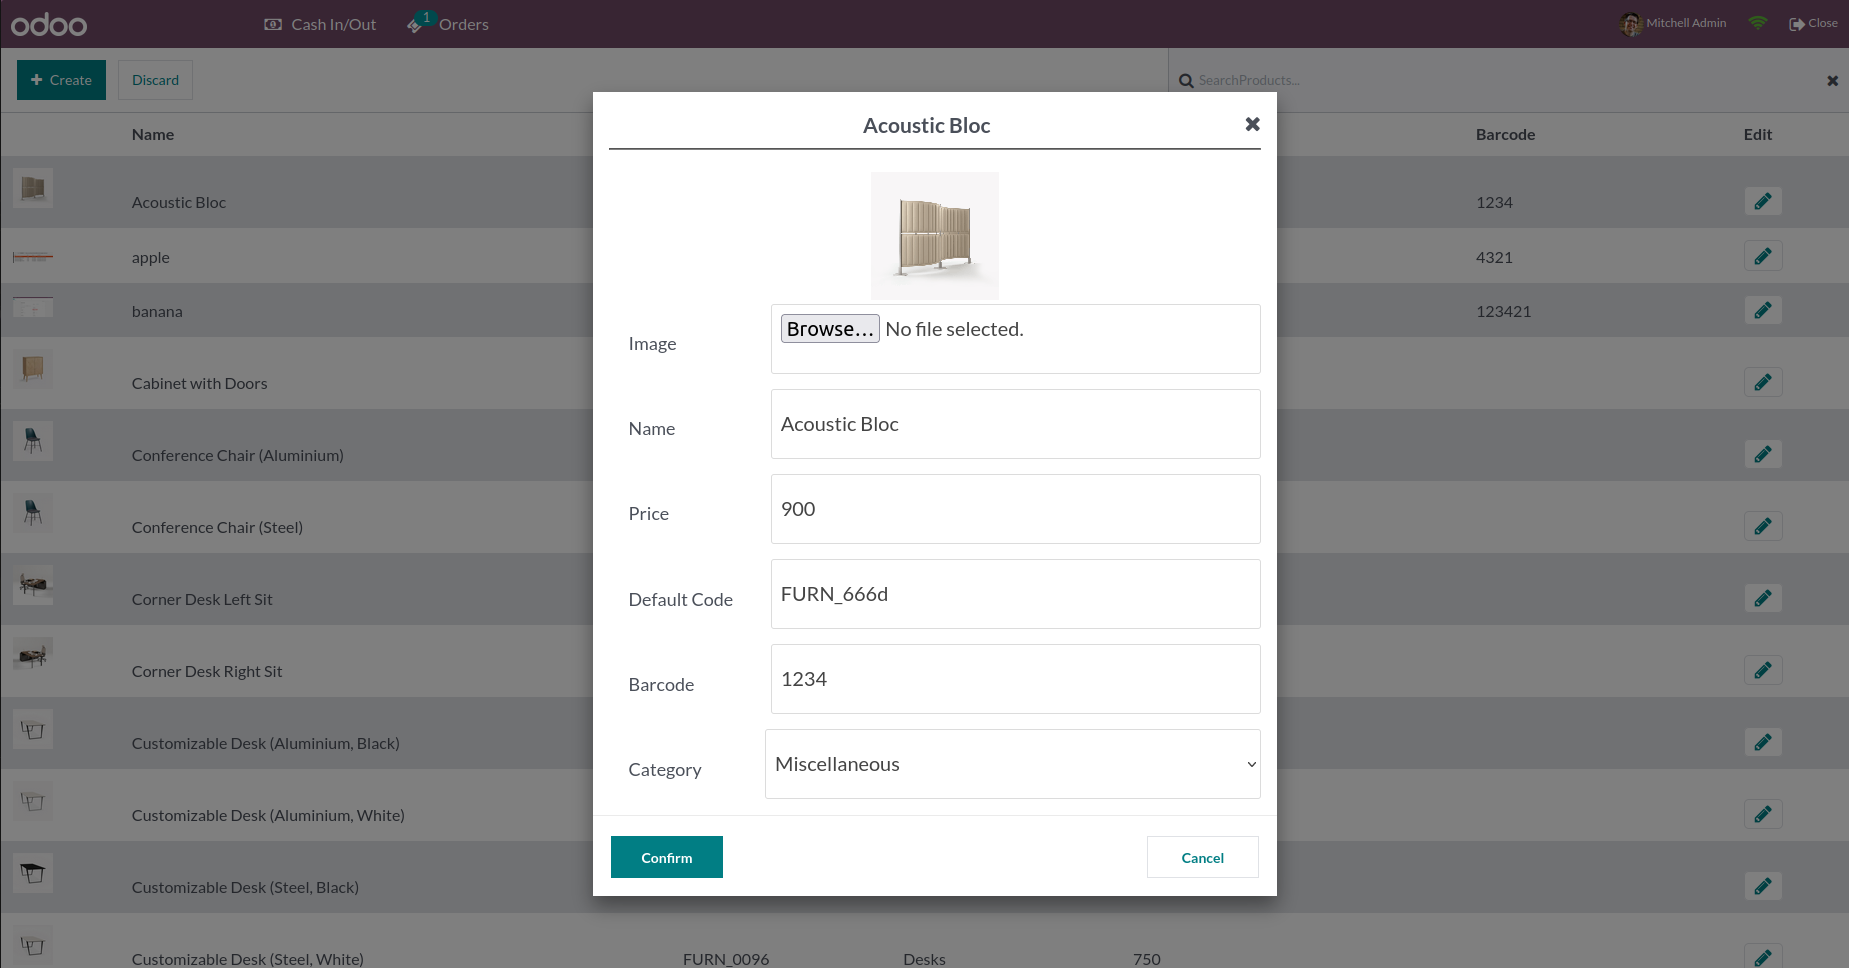 odoo
Cash In/Out
1
Orders
Mitchell Admin
Close
Create
Discard
SearchProducts...
Name
Barcode
Edit
Acoustic Bloc
1234
apple
4321
banana
123421
Cabinet with Doors
Conference Chair (Aluminium)
Conference Chair (Steel)
Corner Desk Left Sit
Corner Desk Right Sit
Customizable Desk (Aluminium, Black)
Customizable Desk (Aluminium, White)
Customizable Desk (Steel, Black)
Customizable Desk (Steel, White) FURN_0096 Desks 750
Acoustic Bloc
Image Browse... No file selected.
Name Acoustic Bloc
Price 900
Default Code FURN_666d
Barcode 1234
Category Miscellaneous
Confirm
Cancel